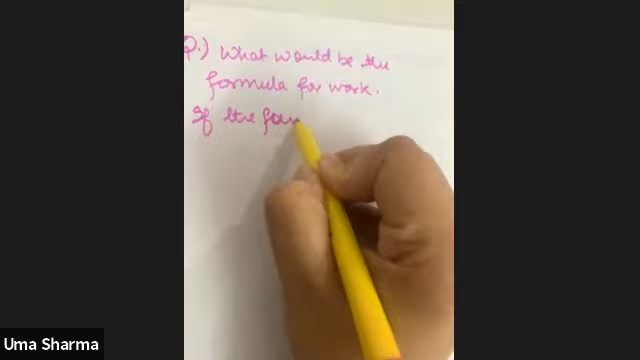 Q.) What would be the
formula for work.
If the
Uma Sharma